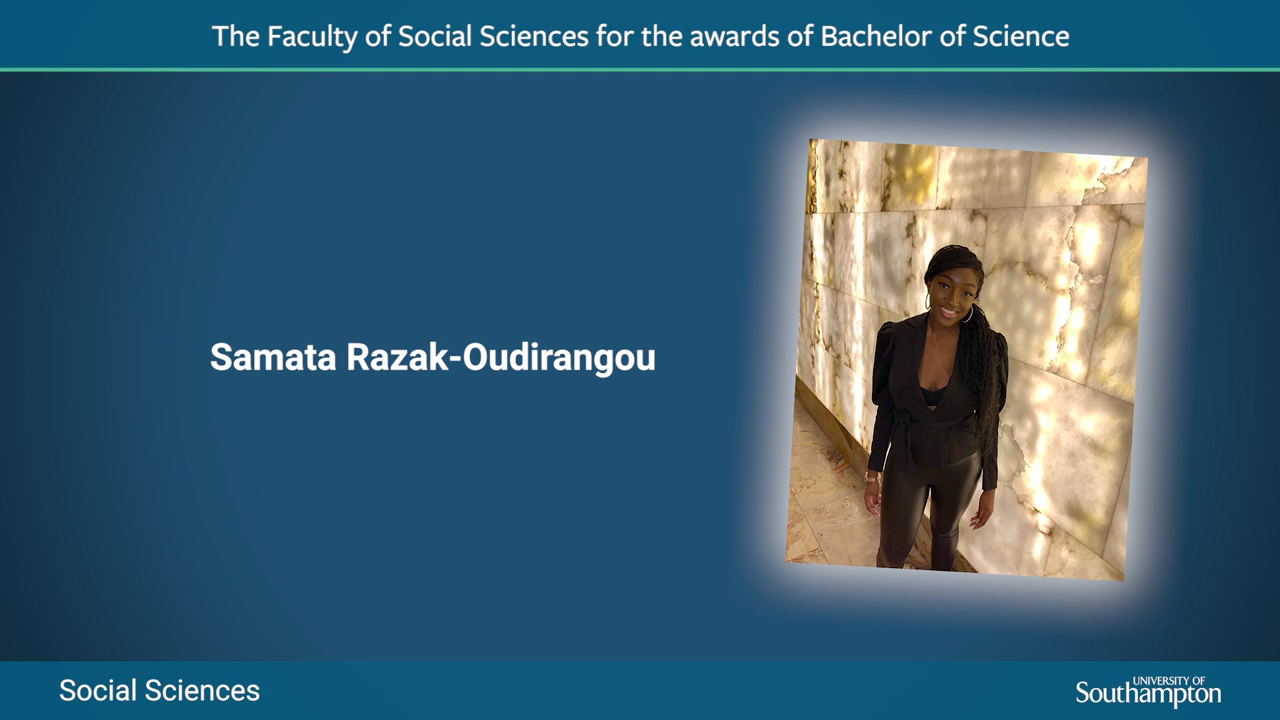 The Faculty of Social Sciences for the awards of Bachelor of Science
Samata Razak-Oudirangou
Social Sciences
UNIVERSITY OF
Southampton